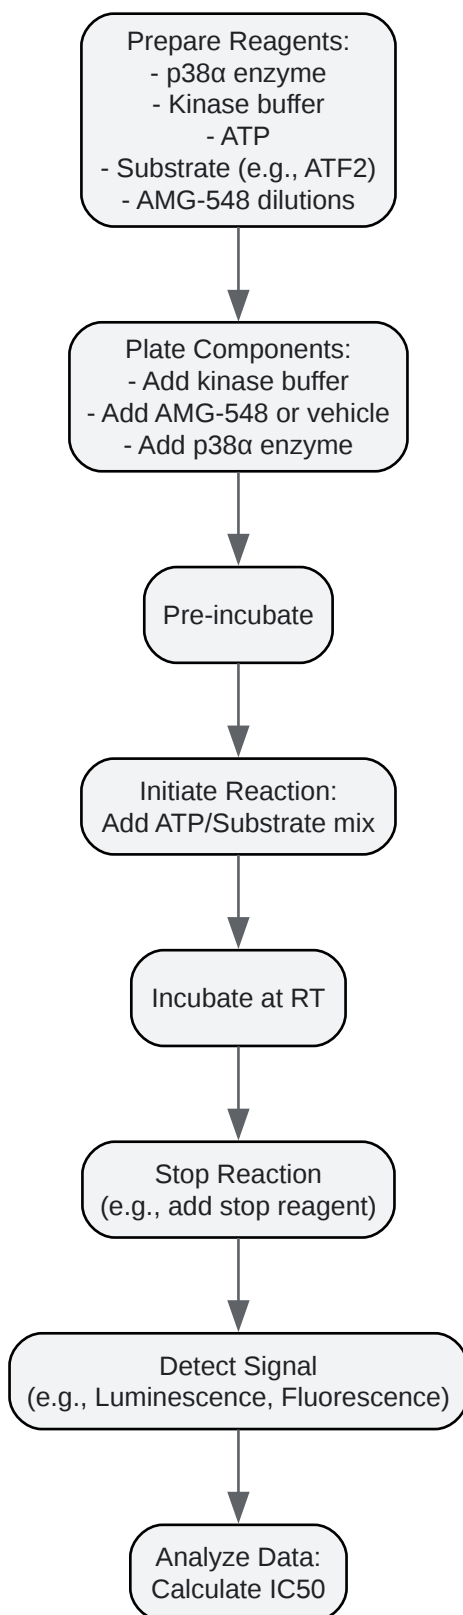 Prepare Reagents:
- p38α enzyme
- Kinase buffer
- ATP
- Substrate (e.g., ATF2)
- AMG-548 dilutions
Plate Components:
- Add kinase buffer
- Add AMG-548 or vehicle
- Add p38α enzyme
Pre-incubate
Initiate Reaction:
Add ATP/Substrate mix
Incubate at RT
Stop Reaction
(e.g., add stop reagent)
Detect Signal
(e.g., Luminescence, Fluorescence)
Analyze Data:
Calculate IC50